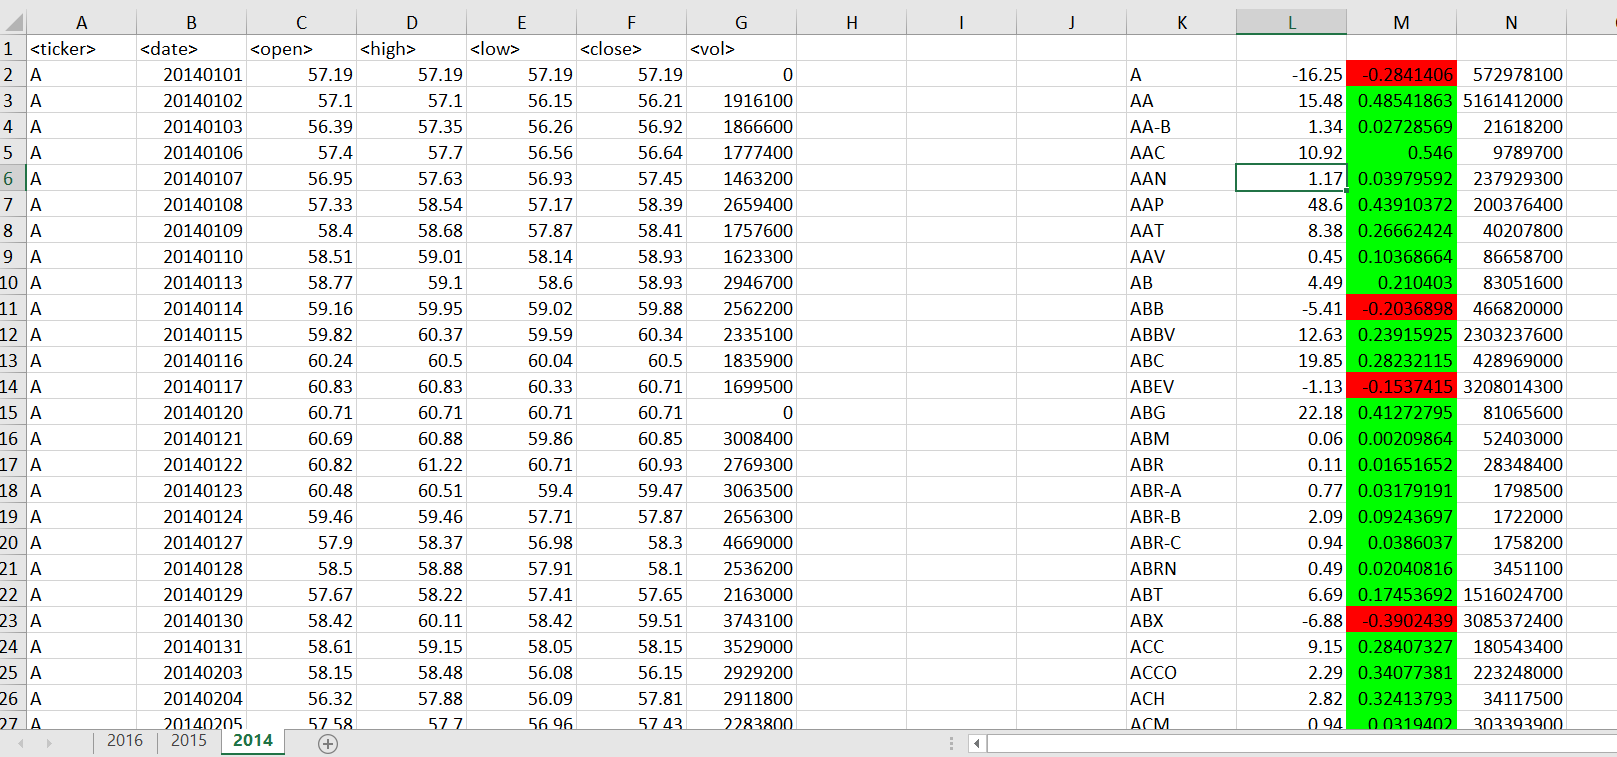 A B C D E F G H I J K L M N
1 <ticker> <date> <open> <high> <low> <close> <vol>
2 A 20140101 57.19 57.19 57.19 57.19 0 A -16.25 -0.2841406 572978100
3 A 20140102 57.1 57.1 56.15 56.21 1916100 AA 15.48 0.48541863 5161412000
4 A 20140103 56.39 57.35 56.26 56.92 1866600 AA-B 1.34 0.02728569 21618200
5 A 20140106 57.4 57.7 56.56 56.64 1777400 AAC 10.92 0.546 9789700
6 A 20140107 56.95 57.63 56.93 57.45 1463200 AAN 1.17 0.03979592 237929300
7 A 20140108 57.33 58.54 57.17 58.39 2659400 AAP 48.6 0.43910372 200376400
8 A 20140109 58.4 58.68 57.87 58.41 1757600 AAT 8.38 0.26662424 40207800
9 A 20140110 58.51 59.01 58.14 58.93 1623300 AAV 0.45 0.10368664 86658700
10 A 20140113 58.77 59.1 58.6 58.93 2946700 AB 4.49 0.210403 83051600
11 A 20140114 59.16 59.95 59.02 59.88 2562200 ABB -5.41 -0.2036898 466820000
12 A 20140115 59.82 60.37 59.59 60.34 2335100 ABBV 12.63 0.23915925 2303237600
13 A 20140116 60.24 60.5 60.04 60.5 1835900 ABC 19.85 0.28232115 428969000
14 A 20140117 60.83 60.83 60.33 60.71 1699500 ABEV -1.13 -0.1537415 3208014300
15 A 20140120 60.71 60.71 60.71 60.71 0 ABG 22.18 0.41272795 81065600
16 A 20140121 60.69 60.88 59.86 60.85 3008400 ABM 0.06 0.00209864 52403000
17 A 20140122 60.82 61.22 60.71 60.93 2769300 ABR 0.11 0.01651652 28348400
18 A 20140123 60.48 60.51 59.4 59.47 3063500 ABR-A 0.77 0.03179191 1798500
19 A 20140124 59.46 59.46 57.71 57.87 2656300 ABR-B 2.09 0.09243697 1722000
20 A 20140127 57.9 58.37 56.98 58.3 4669000 ABR-C 0.94 0.0386037 1758200
21 A 20140128 58.5 58.88 57.91 58.1 2536200 ABRN 0.49 0.02040816 3451100
22 A 20140129 57.67 58.22 57.41 57.65 2163000 ABT 6.69 0.17453692 1516024700
23 A 20140130 58.42 60.11 58.42 59.51 3743100 ABX -6.88 -0.3902439 3085372400
24 A 20140131 58.61 59.15 58.05 58.15 3529000 ACC 9.15 0.28407327 180543400
25 A 20140203 58.15 58.48 56.08 56.15 2929200 ACCO 2.29 0.34077381 223248000
26 A 20140204 56.32 57.88 56.09 57.81 2911800 ACH 2.82 0.32413793 34117500
27 A 20140205 57.58 57.7 56.96 57.43 2283800 ACM 0.94 0.0319402 303393900
2016 2015 2014